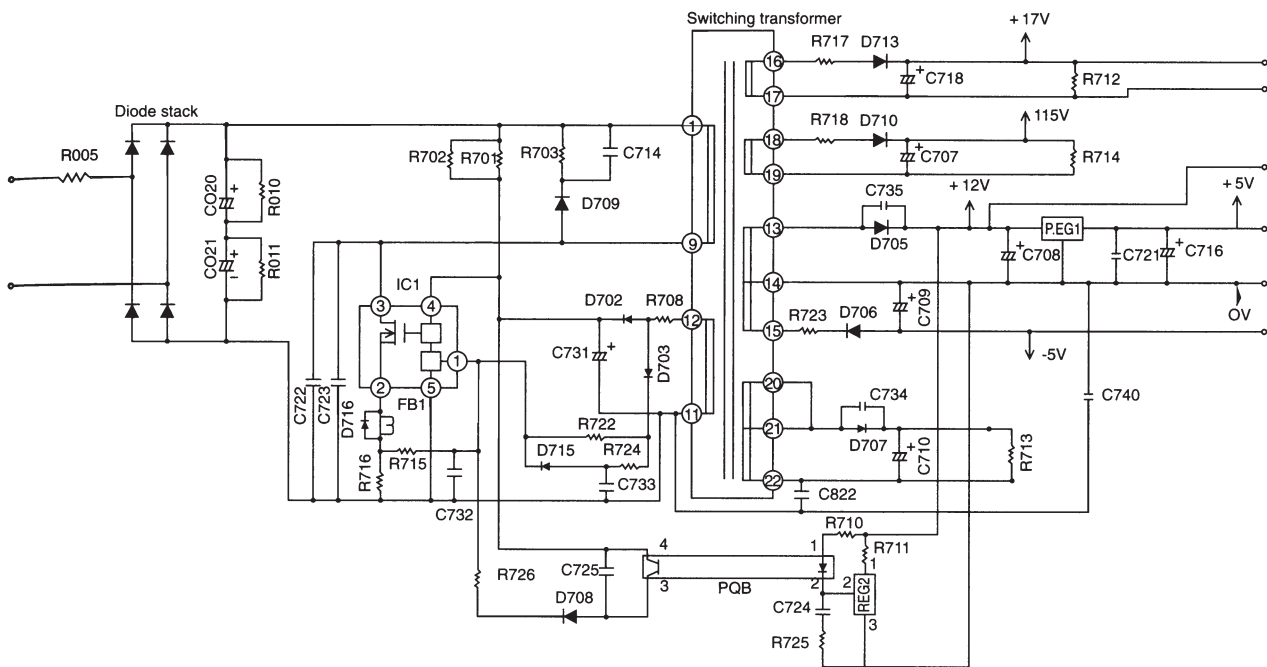 Switching transformer
+ 17V
R717
D713
16
+
C718
R712
17
Diode stack
1
115V
R718
D710
18
+
C707
R714
19
R005
R702
R701
R703
C714
CO20
+
R010
CO21
+
−
R011
D709
9
C735
+ 12V
+ 5V
13
D705
P.EG1
+
C708
C721
+
C716
14
+
C709
OV
R723
D706
15
-5V
IC1
3
4
D702
R708
12
C731
+
D703
1
2
5
FB1
11
C722
C723
D716
R722
D715
R724
R715
R716
C733
C732
20
C734
C740
21
D707
+
C710
R713
22
C822
R710
R711
4
1
1
C725
R726
3
PQB
2
2
REG2
D708
C724
3
R725